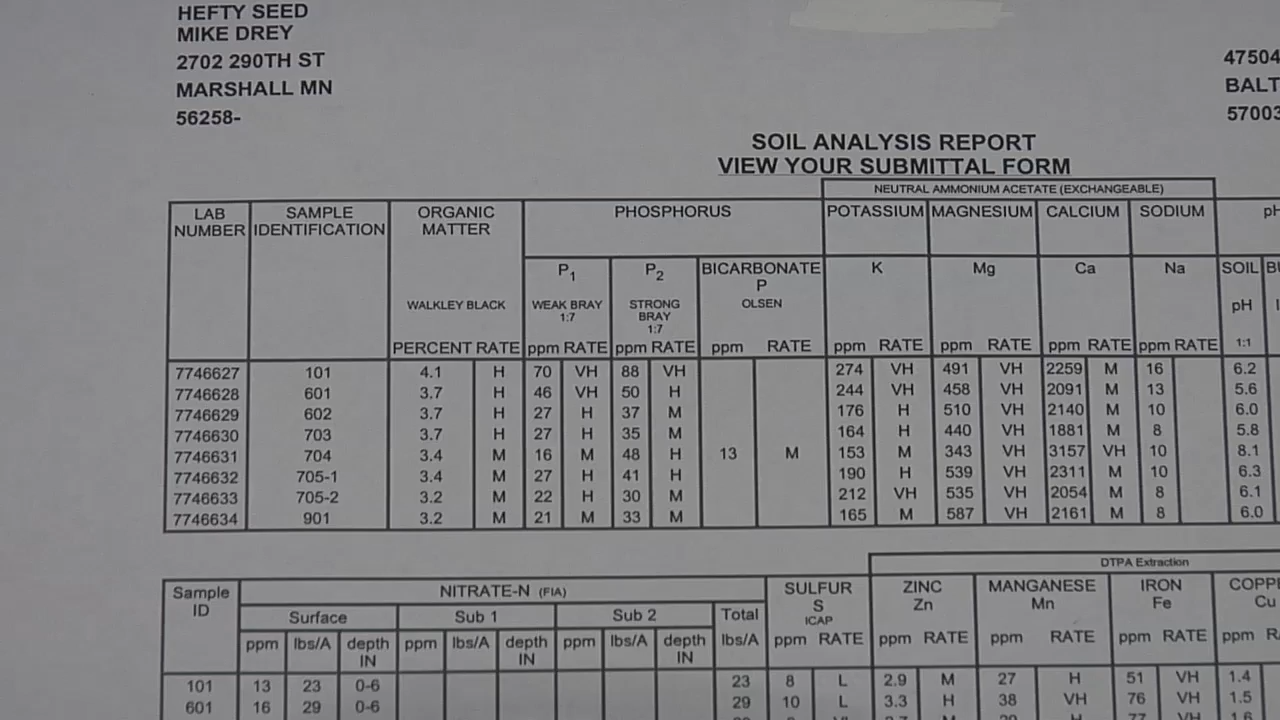 HEFTY SEED
MIKE DREY
2702 290TH ST
MARSHALL MN
56258-
47504
BALT
57003
SOIL ANALYSIS REPORT
VIEW YOUR SUBMITTAL FORM
NEUTRAL AMMONIUM ACETATE (EXCHANGEABLE)
LAB NUMBER SAMPLE IDENTIFICATION ORGANIC MATTER PHOSPHORUS POTASSIUM MAGNESIUM CALCIUM SODIUM pH
P1 P2 BICARBONATE P K Mg Ca Na SOIL
WALKLEY BLACK WEAK BRAY 1:7 STRONG BRAY 1:7 OLSEN pH
PERCENT RATE ppm RATE ppm RATE ppm RATE ppm RATE ppm RATE ppm RATE ppm RATE 1:1
7746627 101 4.1 H 70 VH 88 VH 274 VH 491 VH 2259 M 16 6.2
7746628 601 3.7 H 46 VH 50 H 244 VH 458 VH 2091 M 13 5.6
7746629 602 3.7 H 27 H 37 M 176 H 510 VH 2140 M 10 6.0
7746630 703 3.7 H 27 H 35 M 164 H 440 VH 1881 M 8 5.8
7746631 704 3.4 M 16 M 48 H 13 M 153 M 343 VH 3157 VH 10 8.1
7746632 705-1 3.4 M 27 H 41 H 190 H 539 VH 2311 M 10 6.3
7746633 705-2 3.2 M 22 H 30 M 212 VH 535 VH 2054 M 8 6.1
7746634 901 3.2 M 21 M 33 M 165 M 587 VH 2161 M 8 6.0
DTPA Extraction
Sample ID NITRATE-N (FIA) SULFUR S ICAP ZINC Zn MANGANESE Mn IRON Fe COPP Cu
Surface Sub 1 Sub 2 Total
ppm lbs/A depth IN ppm lbs/A depth IN ppm lbs/A depth IN lbs/A ppm RATE ppm RATE ppm RATE ppm RATE ppm R
101 13 23 0-6 23 8 L 2.9 M 27 H 51 VH 1.4
601 16 29 0-6 29 10 L 3.3 H 38 VH 76 VH 1.5